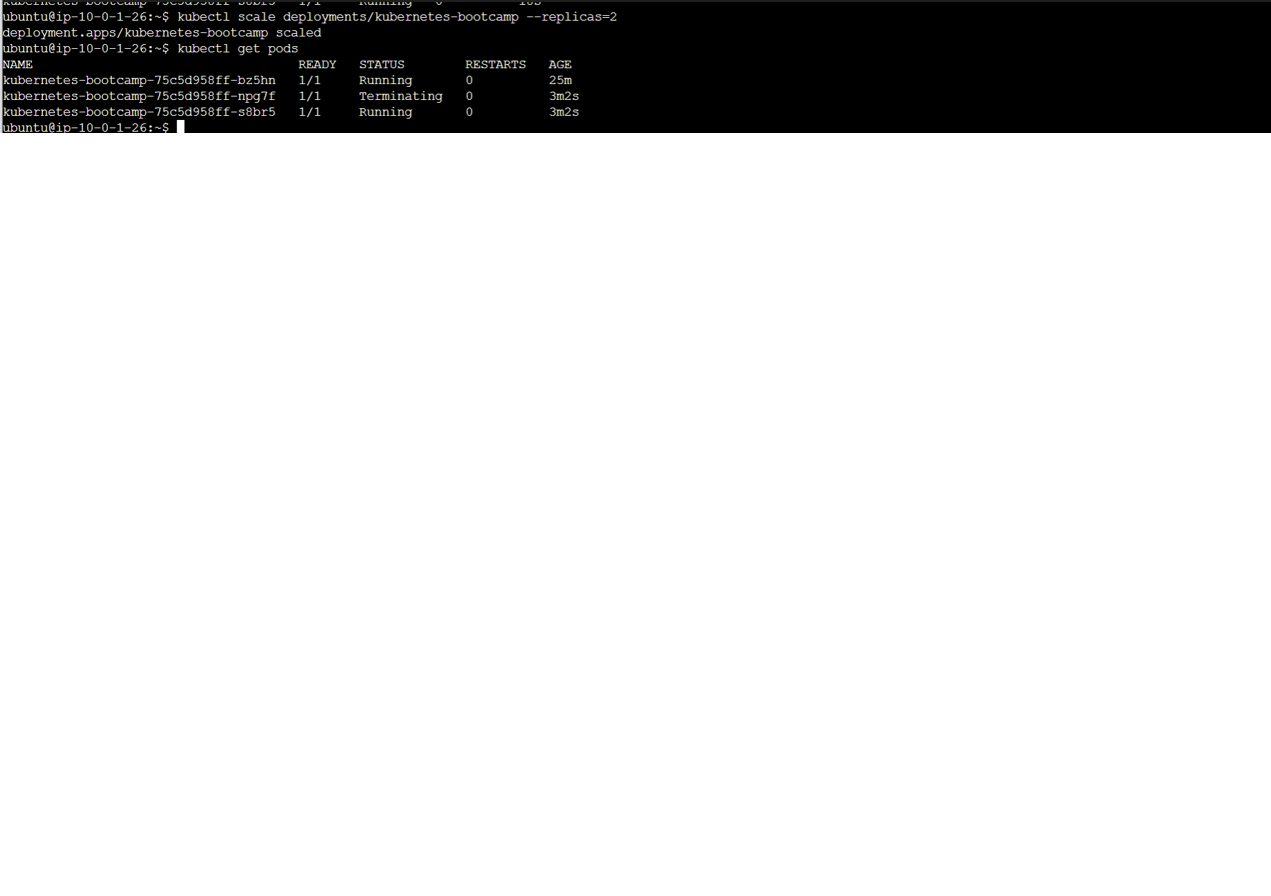 kubernetes-bootcamp-75c5d958ff-s8br5   1/1     Running   0          18s
ubuntu@ip-10-0-1-26:~$ kubectl scale deployments/kubernetes-bootcamp --replicas=2
deployment.apps/kubernetes-bootcamp scaled
ubuntu@ip-10-0-1-26:~$ kubectl get pods
NAME                                   READY   STATUS        RESTARTS   AGE
kubernetes-bootcamp-75c5d958ff-bz5hn   1/1     Running       0          25m
kubernetes-bootcamp-75c5d958ff-npg7f   1/1     Terminating   0          3m2s
kubernetes-bootcamp-75c5d958ff-s8br5   1/1     Running       0          3m2s
ubuntu@ip-10-0-1-26:~$